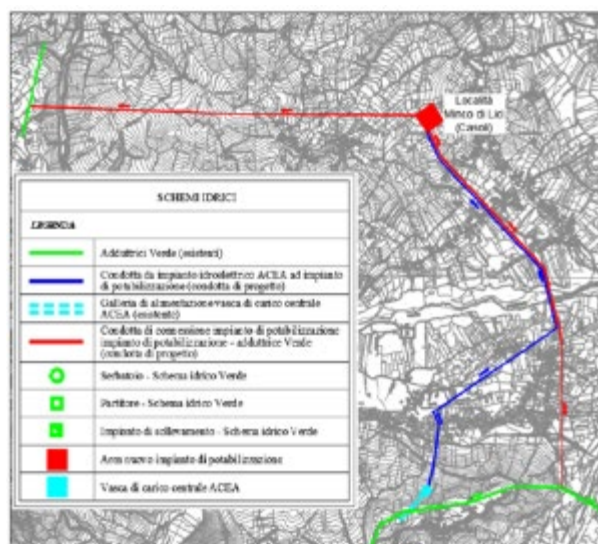 Località
Minco di Lio
(Casoli)
SCHEMI IDRICI
LEGENDA
Adduttrici Verde (esistenti)
Condotta da impianto idroelettrico ACEA ad impianto
di potabilizzazione (condotta di progetto)
Galleria di alimentazione vasca di carico centrale
ACEA (esistente)
Condotta di connessione impianto di potabilizzazione
impianto di potabilizzazione - adduttrice Verde
(condotta di progetto)
Serbatoio - Schema idrico Verde
Partitore - Schema idrico Verde
Impianto di sollevamento - Schema idrico Verde
Area nuovo impianto di potabilizzazione
Vasca di carico centrale ACEA